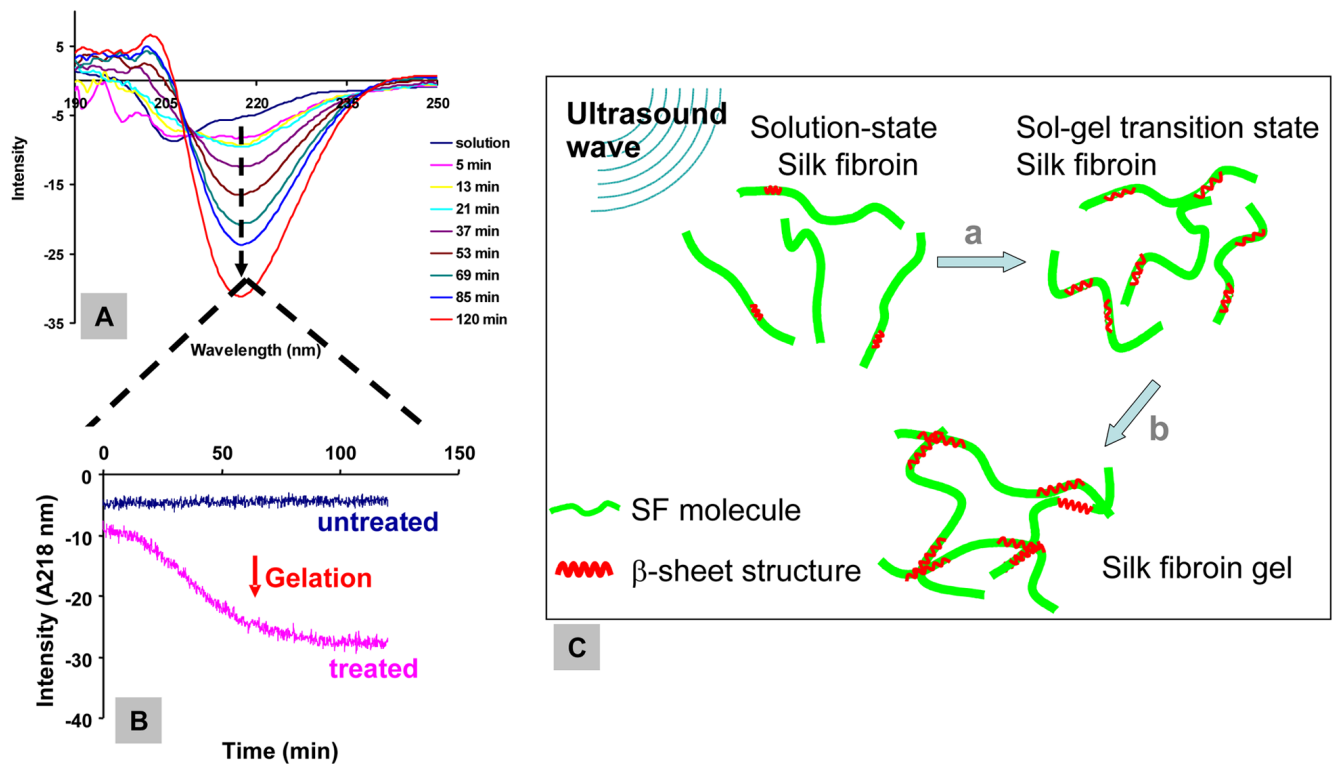 5
190
205
220
235
250
-5
-15
-25
-35
Intensity
Wavelength (nm)
solution
5 min
13 min
21 min
37 min
53 min
69 min
85 min
120 min
A
0
50
100
150
0
-10
-20
-30
-40
Intensity (A218 nm)
untreated
Gelation
treated
B
Time (min)
Ultrasound
wave
Solution-state
Silk fibroin
Sol-gel transition state
Silk fibroin
a
b
SF molecule
β-sheet structure
Silk fibroin gel
C